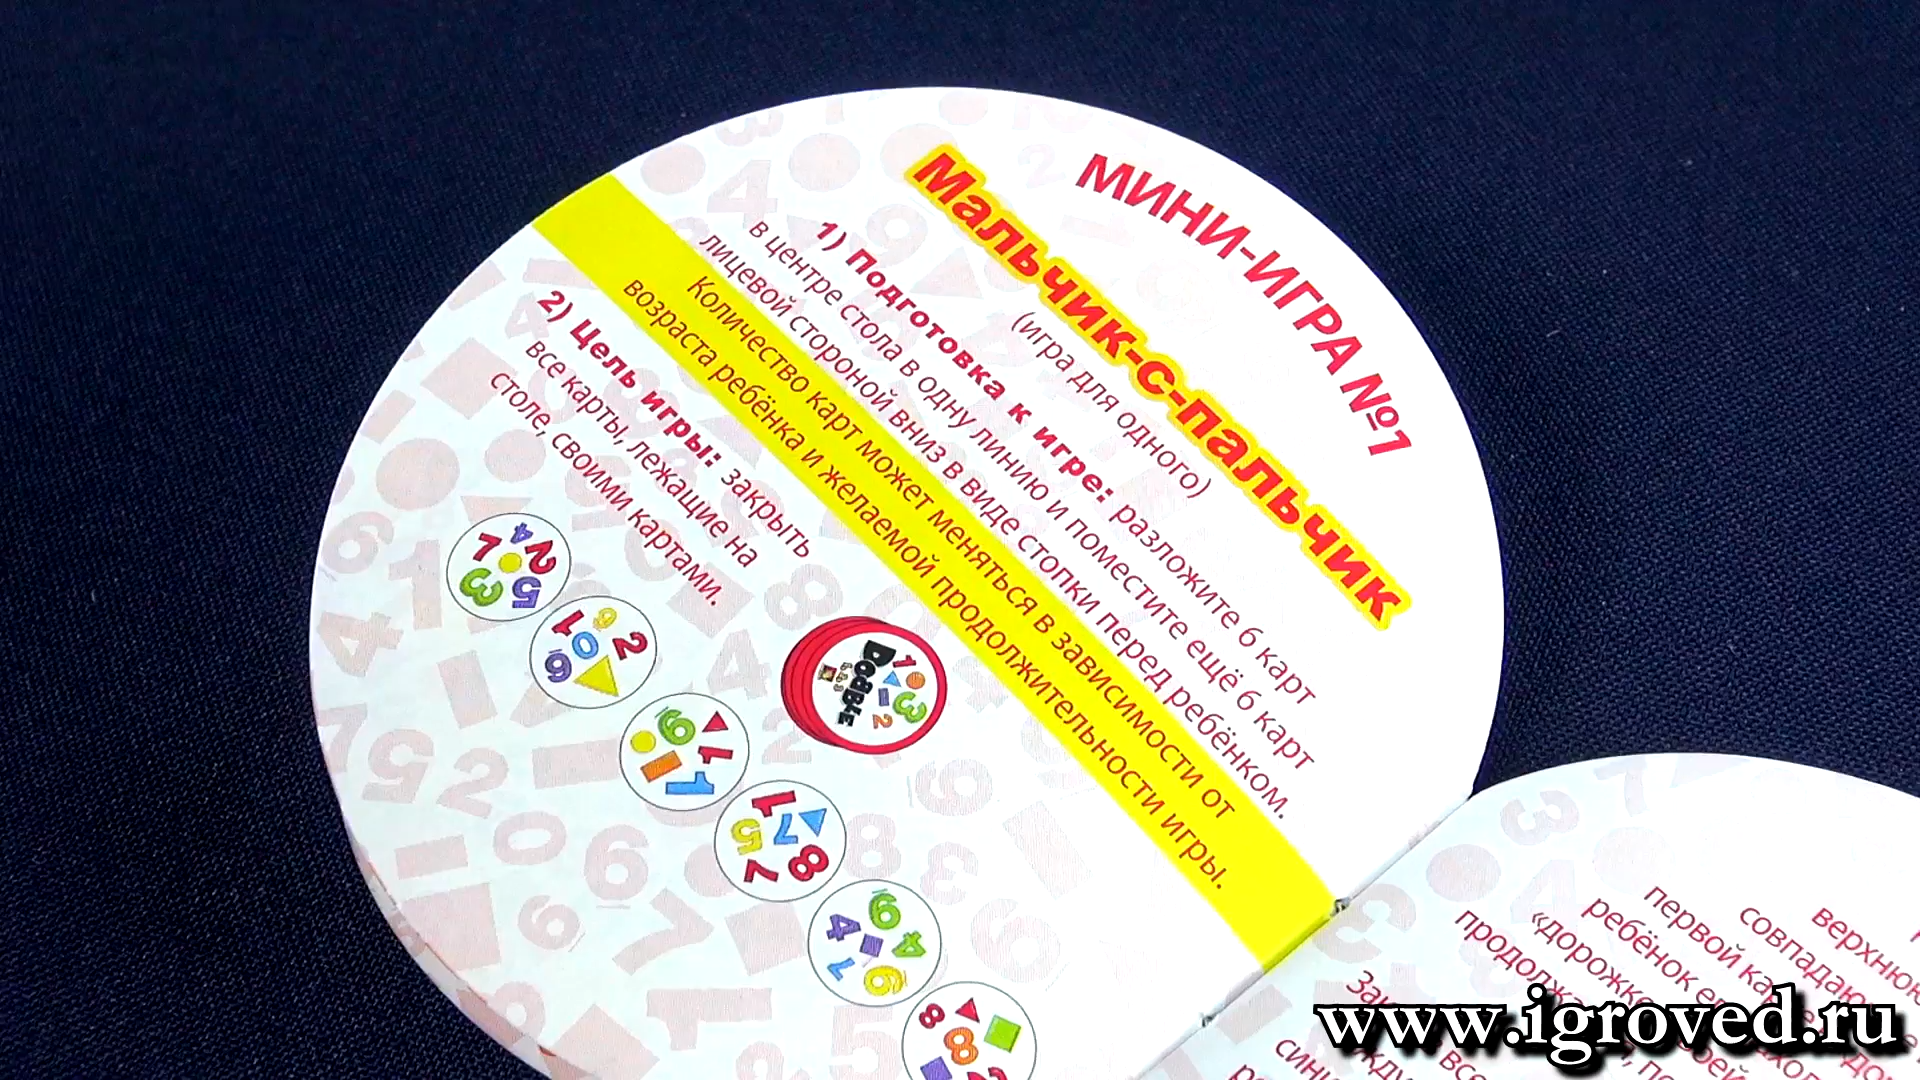 МИНИ-ИГРА №1
Мальчик-с-пальчик
(игра для одного)
1) Подготовка к игре: разложите 6 карт
в центре стола в одну линию и поместите ещё 6 карт
лицевой стороной вниз в виде стопки перед ребёнком.
Количество карт может меняться в зависимости от
возраста ребёнка и желаемой продолжительности игры.
2) Цель игры: закрыть
все карты, лежащие на
столе, своими картами.
верхнюю
совпадаю
первой кар
ребёнок
«дорожк
продолжа
www.igroved.ru